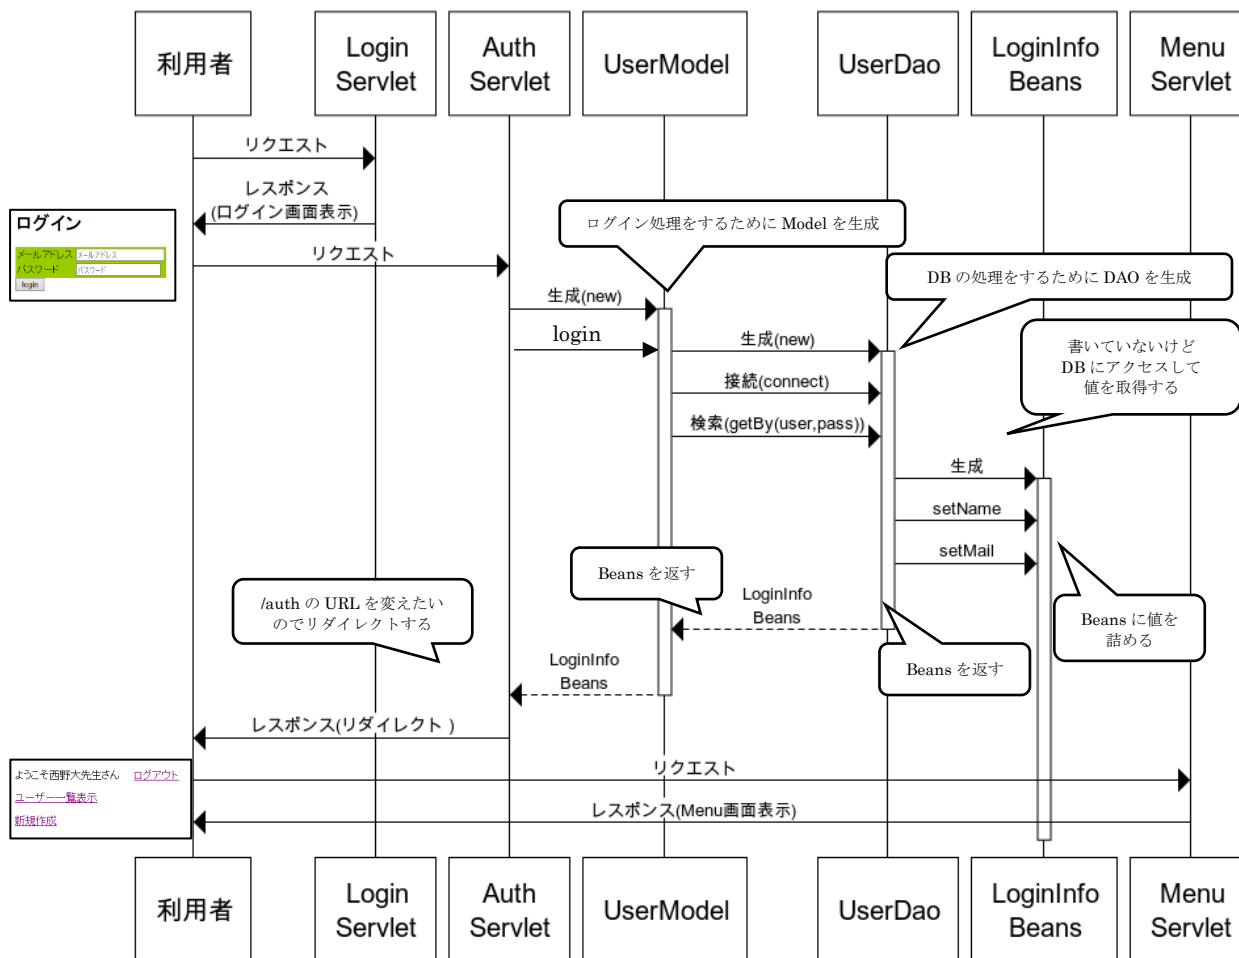 利用者
Login
Servlet
Auth
Servlet
UserModel
UserDao
LoginInfo
Beans
Menu
Servlet
リクエスト
レスポンス
(ログイン画面表示)
ログイン
メールアドレス メールアドレス
パスワード パスワード
login
リクエスト
ログイン処理をするために Model を生成
DB の処理をするために DAO を生成
生成(new)
login
生成(new)
書いていないけど
DB にアクセスして
値を取得する
接続(connect)
検索(getBy(user,pass))
生成
setName
setMail
Beans を返す
/auth の URL を変えたい
のでリダイレクトする
LoginInfo
Beans
Beans に値を
詰める
Beans を返す
LoginInfo
Beans
レスポンス(リダイレクト )
ようこそ西野大先生さん ログアウト
ユーザー一覧表示
新規作成
リクエスト
レスポンス(Menu画面表示)
利用者
Login
Servlet
Auth
Servlet
UserModel
UserDao
LoginInfo
Beans
Menu
Servlet